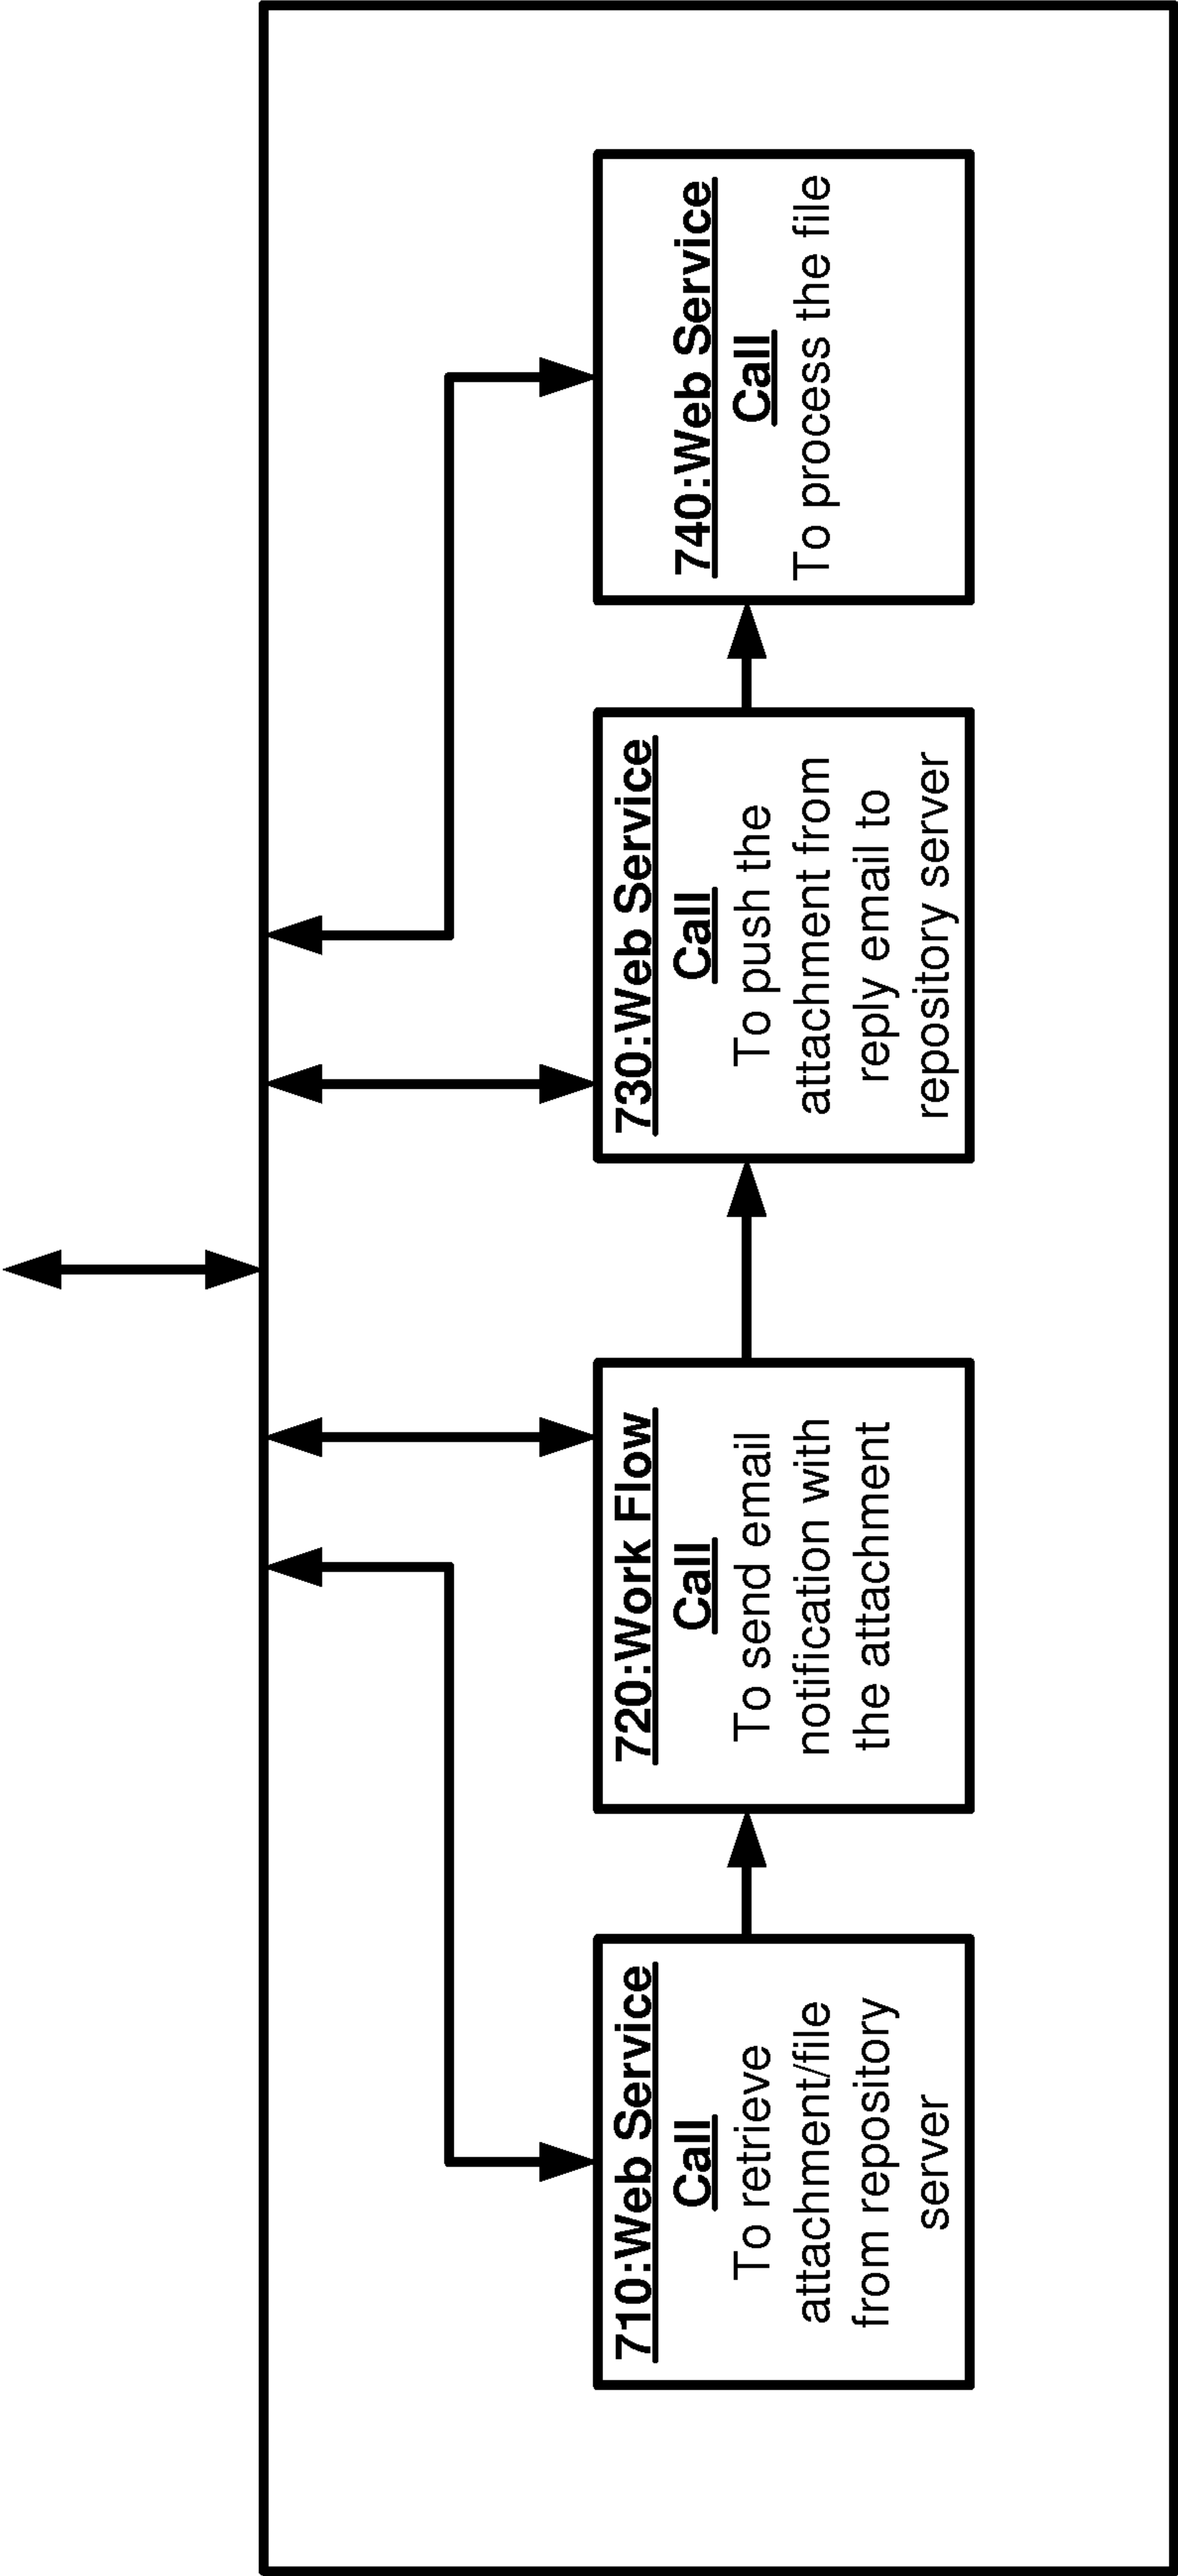 710:Web Service
Call
To retrieve
attachment/file
from repository
server
720:Work Flow
Call
To send email
notification with
the attachment
730:Web Service
Call
To push the
attachment from
reply email to
repository server
740:Web Service
Call
To process the file